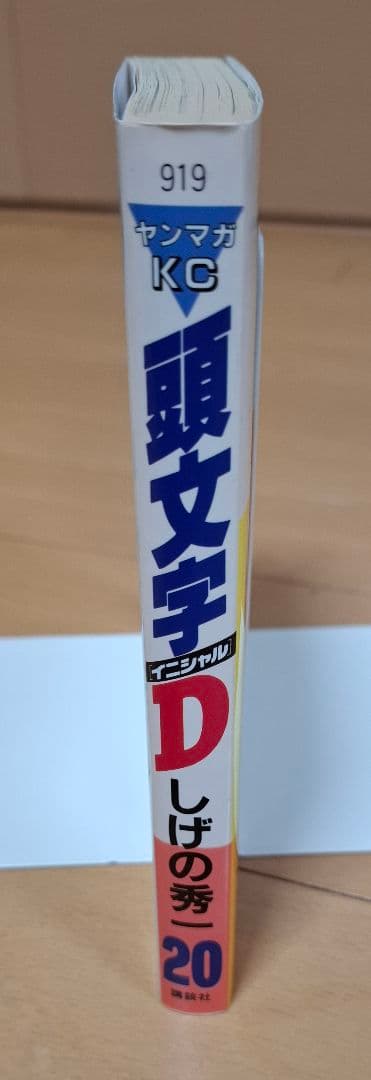 919
ヤンマガ
KC
頭文字
[イニシャル]
D
しげの秀一
20
講談社